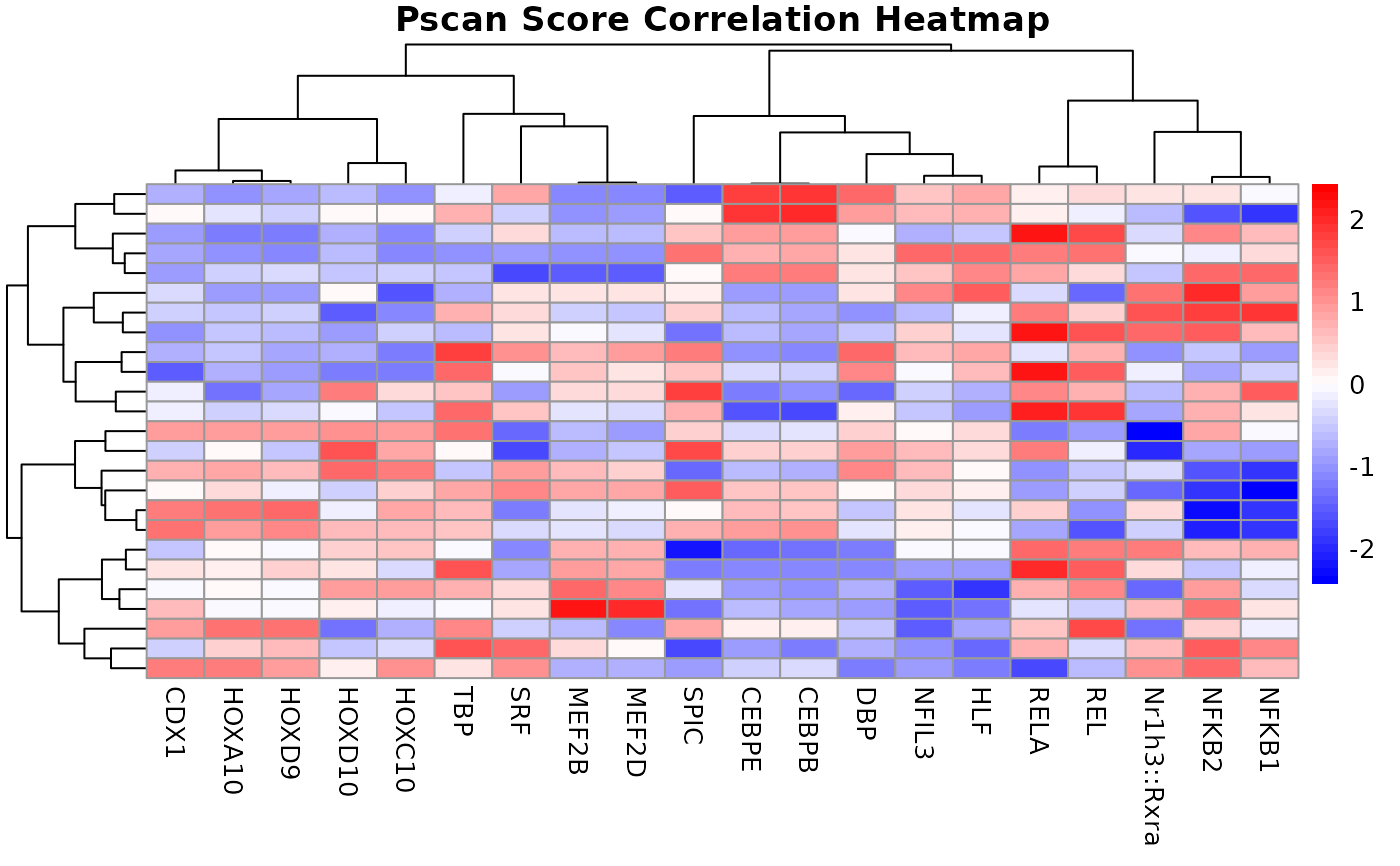 Pscan Score Correlation Heatmap
2
1
0
-1
-2
CDX1
HOXA10
HOXD9
HOXD10
HOXC10
TBP
SRF
MEF2B
MEF2D
SPIC
CEBPE
CEBPB
DBP
NFIL3
HLF
RELA
REL
Nr1h3::Rxra
NFKB2
NFKB1